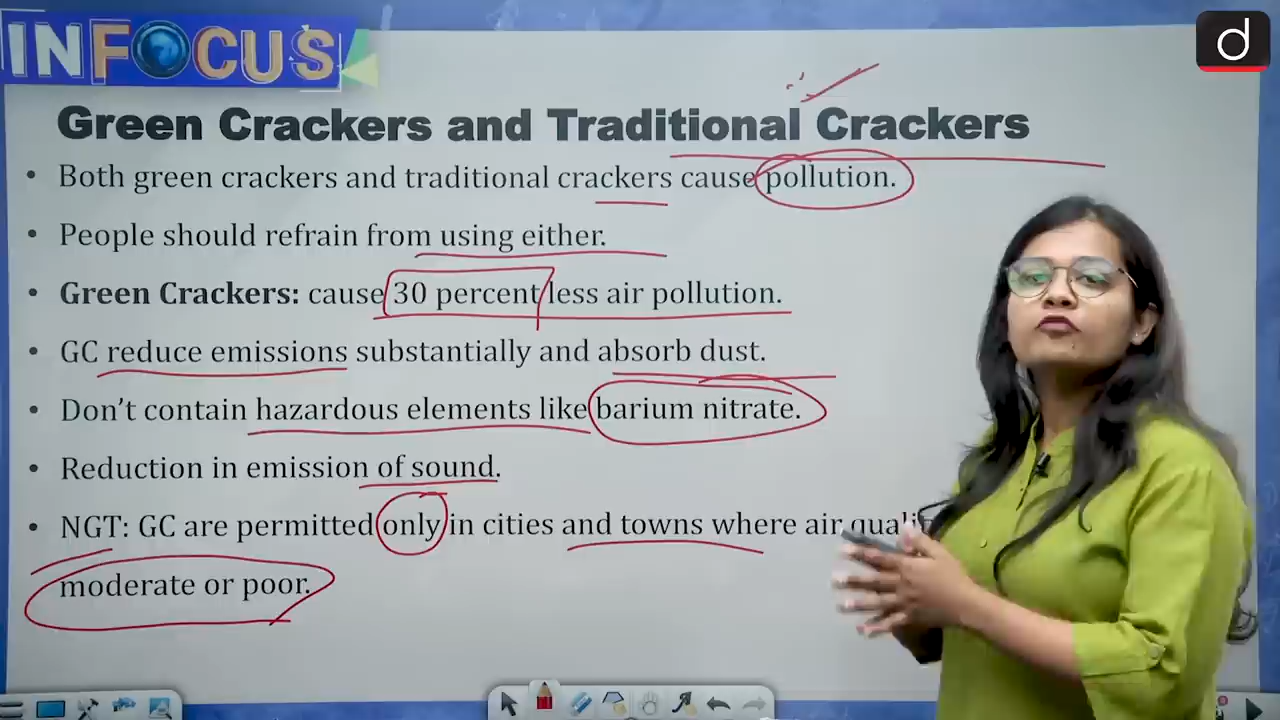 INFOCUS
d
Green Crackers and Traditional Crackers
• Both green crackers and traditional crackers cause pollution.
• People should refrain from using either.
• Green Crackers: cause 30 percent less air pollution.
• GC reduce emissions substantially and absorb dust.
• Don’t contain hazardous elements like barium nitrate.
• Reduction in emission of sound.
• NGT: GC are permitted only in cities and towns where air
moderate or poor.